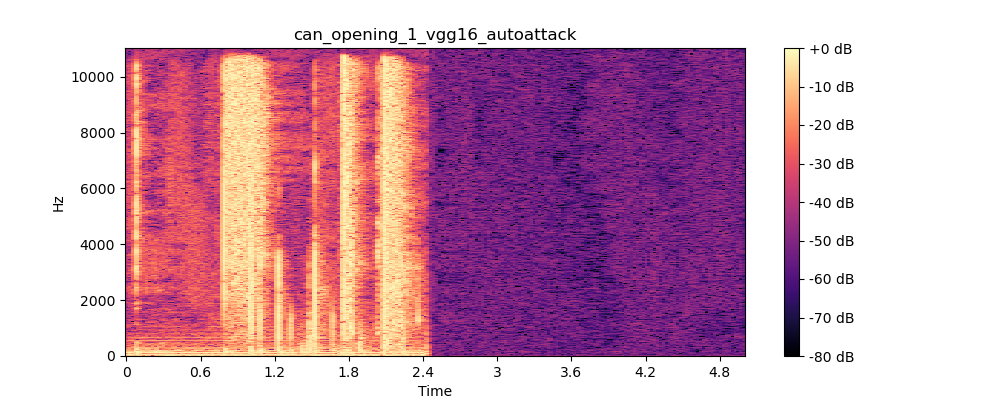 can_opening_1_vgg16_autoattack
Hz
10000
8000
6000
4000
2000
0
0 0.6 1.2 1.8 2.4 3 3.6 4.2 4.8
Time
+0 dB
-10 dB
-20 dB
-30 dB
-40 dB
-50 dB
-60 dB
-70 dB
-80 dB